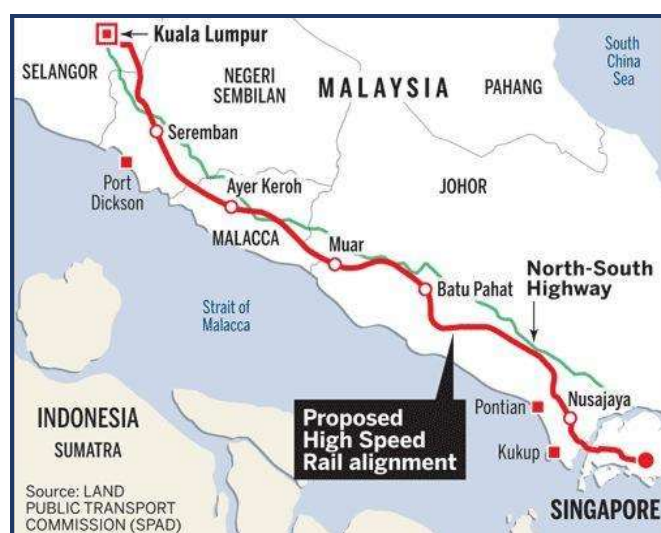 Kuala Lumpur
South
China
Sea
SELANGOR
NEGERI
SEMBILAN
MALAYSIA
PAHANG
Seremban
Port
Dickson
Ayer Keroh
JOHOR
MALACCA
Muar
North-South
Highway
Batu Pahat
Strait of
Malacca
Proposed
High Speed
Rail alignment
Pontian
Nusajaya
Kukup
INDONESIA
SUMATRA
SINGAPORE
Source: LAND
PUBLIC TRANSPORT
COMMISSION (SPAD)